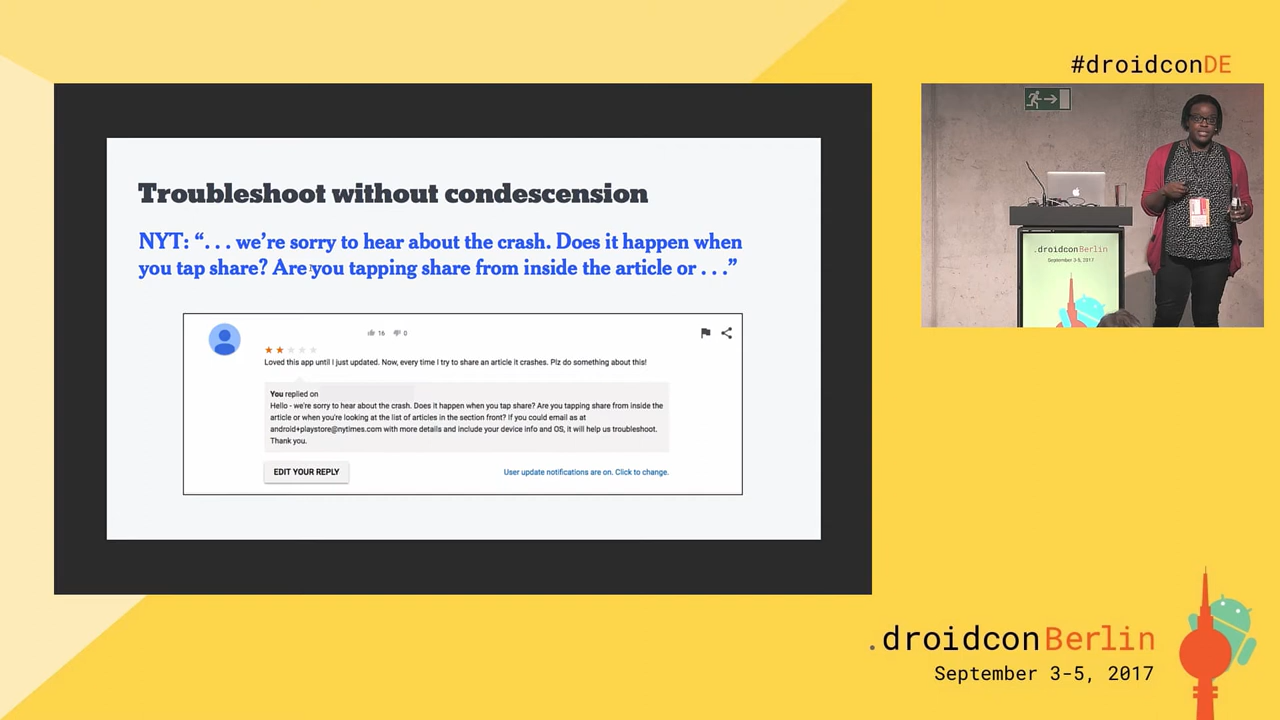 #droidconDE
Troubleshoot without condescension
NYT: “. . . we’re sorry to hear about the crash. Does it happen when
you tap share? Are you tapping share from inside the article or . . .”
16 0
Loved this app until I just updated. Now, every time I try to share an article it crashes. Plz do something about this!
You replied on
Hello - we're sorry to hear about the crash. Does it happen when you tap share? Are you tapping share from inside the
article or when you're looking at the list of articles in the section front? If you could email as at
android+playstore@nytimes.com with more details and include your device info and OS, it will help us troubleshoot.
Thank you.
EDIT YOUR REPLY
User update notifications are on. Click to change.
.droidconBerlin
September 3-5, 2017
.droidconBerlin
September 3-5, 2017